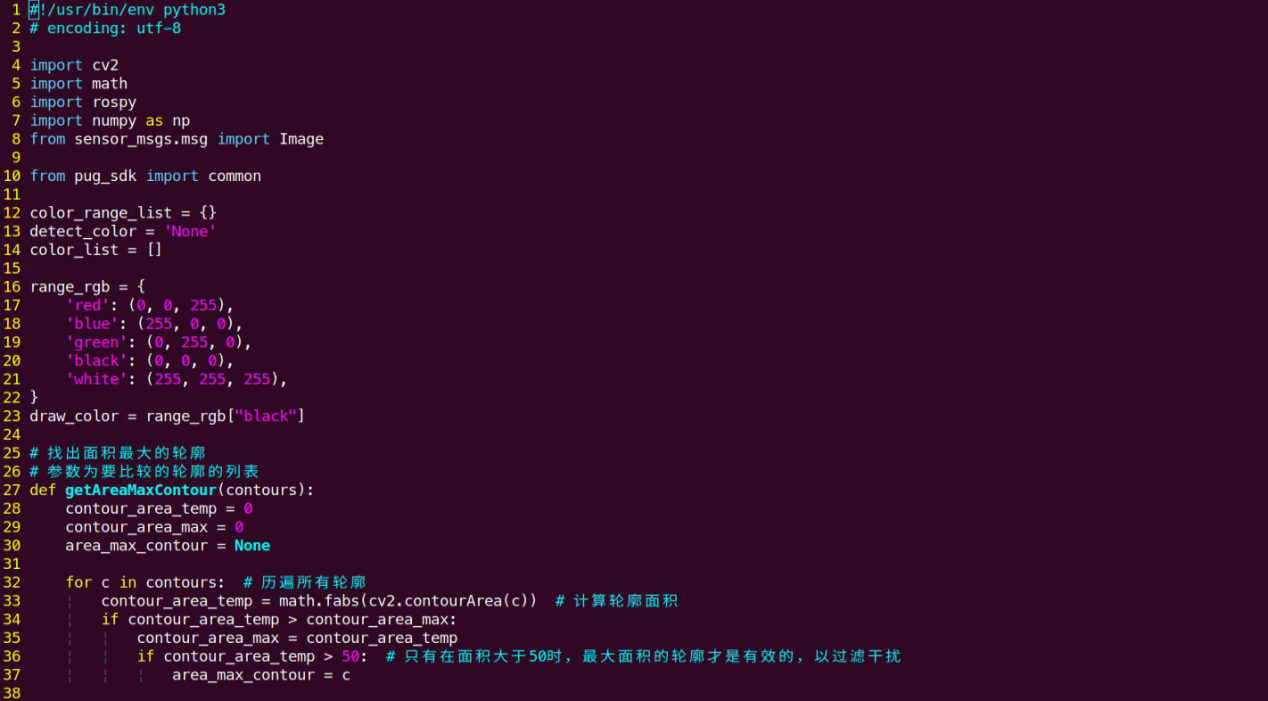 1 #!/usr/bin/env python3
2 # encoding: utf-8
3
4 import cv2
5 import math
6 import rospy
7 import numpy as np
8 from sensor_msgs.msg import Image
9
10 from pug_sdk import common
11
12 color_range_list = {}
13 detect_color = 'None'
14 color_list = []
15
16 range_rgb = {
17     'red': (0, 0, 255),
18     'blue': (255, 0, 0),
19     'green': (0, 255, 0),
20     'black': (0, 0, 0),
21     'white': (255, 255, 255),
22 }
23 draw_color = range_rgb["black"]
24
25 # 找出面积最大的轮廓
26 # 参数为要比较的轮廓的列表
27 def getAreaMaxContour(contours):
28     contour_area_temp = 0
29     contour_area_max = 0
30     area_max_contour = None
31
32     for c in contours:  # 历遍所有轮廓
33         contour_area_temp = math.fabs(cv2.contourArea(c))  # 计算轮廓面积
34         if contour_area_temp > contour_area_max:
35             contour_area_max = contour_area_temp
36             if contour_area_temp > 50:  # 只有在面积大于50时，最大面积的轮廓才是有效的，以过滤干扰
37                 area_max_contour = c
38